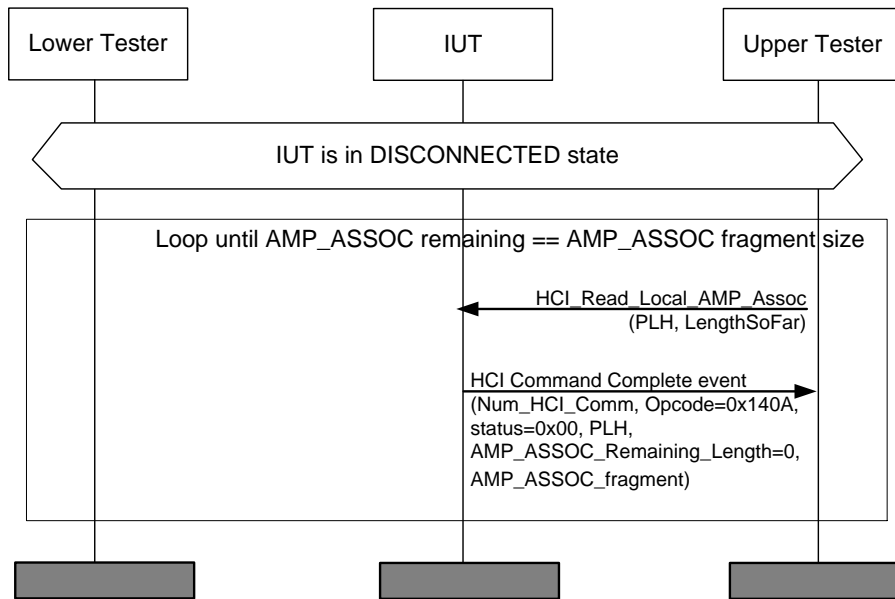 Lower Tester
IUT
Upper Tester
IUT is in DISCONNECTED state
Loop until AMP_ASSOC remaining == AMP_ASSOC fragment size
HCI_Read_Local_AMP_Assoc
(PLH, LengthSoFar)
HCI Command Complete event
(Num_HCI_Comm, Opcode=0x140A,
status=0x00, PLH,
AMP_ASSOC_Remaining_Length=0,
AMP_ASSOC_fragment)